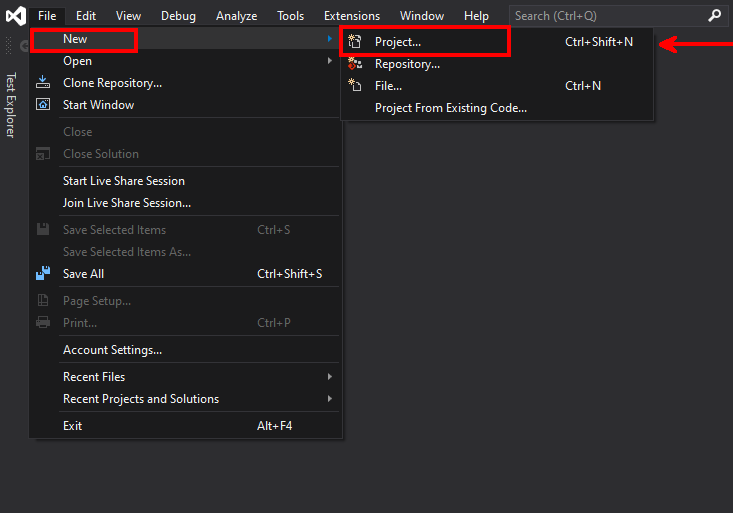 File Edit View Debug Analyze Tools Extensions Window Help Search (Ctrl+Q)
New
Project... Ctrl+Shift+N
Open
Repository...
Clone Repository...
File... Ctrl+N
Start Window
Project From Existing Code...
Test Explorer
Close
Close Solution
Start Live Share Session
Join Live Share Session...
Save Selected Items Ctrl+S
Save Selected Items As...
Save All Ctrl+Shift+S
Page Setup...
Print... Ctrl+P
Account Settings...
Recent Files
Recent Projects and Solutions
Exit Alt+F4